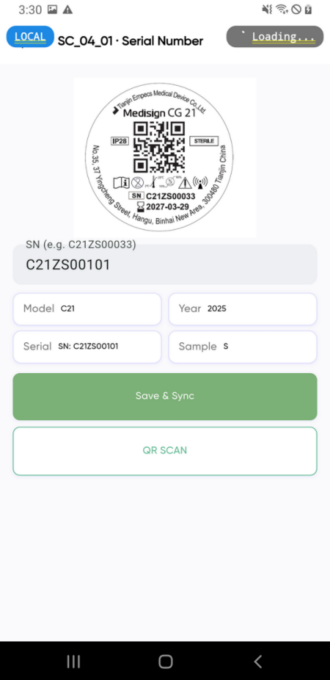 3:30
LOCAL
SC_04_01 · Serial Number
Loading...
Tianjin Empecs Medical Device Co.,Ltd.
Medisign CG 21
IP28
STERILE
SN C21ZS00033
2027-03-29
No.35, 37 Yingcheng Street, Hangu, Binhai New Area, 300480 Tianjin China
SN (e.g. C21ZS00033)
C21ZS00101
Model C21
Year 2025
Serial SN: C21ZS00101
Sample S
Save & Sync
QR SCAN